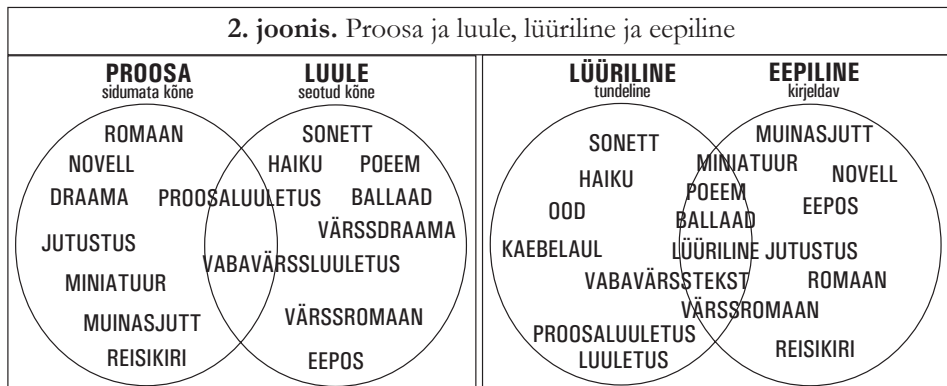 2. joonis. Proosa ja luule, lüüriline ja eepiline
PROOSA
sidumata kõne
LUULE
seotud kõne
ROMAAN
SONETT
NOVELL
HAIKU
POEEM
DRAAMA
PROOSALUULETUS
BALLAAD
VÄRSSDRAAMA
JUTUSTUS
VABAVÄRSSLUULETUS
MINIATUUR
MUINASJUTT
VÄRSSROMAAN
REISIKIRI
EEPOS
LÜÜRILINE
tundeline
EEPILINE
kirjeldav
SONETT
MUINASJUTT
MINIATUUR
HAIKU
NOVELL
POEEM
OOD
EEPOS
BALLAAD
KAEBELAUL
LÜÜRILINE JUTUSTUS
VABAVÄRSSTEKST
ROMAAN
VÄRSSROMAAN
PROOSALUULETUS
REISIKIRI
LUULETUS